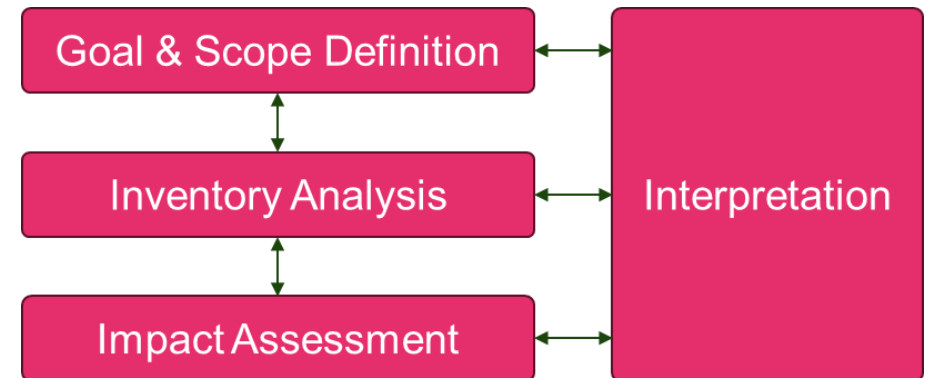 Goal & Scope Definition
Inventory Analysis
Interpretation
Impact Assessment